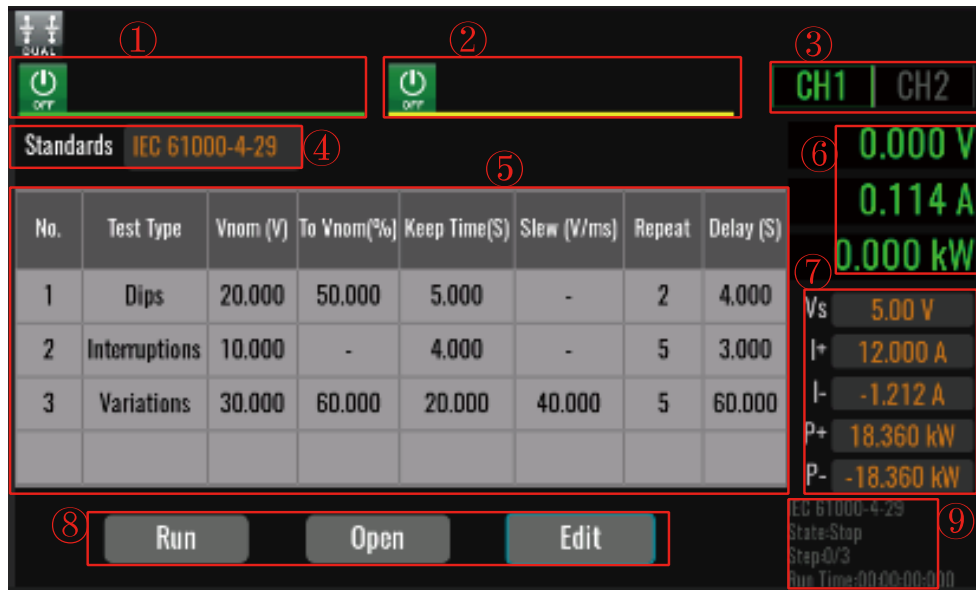 DUAL
① ② ③
OFF OFF CH1 CH2
Standards IEC 61000-4-29 ④
⑤
⑥ 0.000 V
0.114 A
0.000 kW
No. Test Type Vnom (V) To Vnom(%) Keep Time(S) Slew (V/ms) Repeat Delay (S)
1 Dips 20.000 50.000 5.000 - 2 4.000
2 Interruptions 10.000 - 4.000 - 5 3.000
3 Variations 30.000 60.000 20.000 40.000 5 60.000
⑦
Vs 5.00 V
I+ 12.000 A
I- -1.212 A
P+ 18.360 kW
P- -18.360 kW
⑧ Run Open Edit
⑨
IEC 61000-4-29
State:Stop
Step:0/3
Run Time:00:00:00:000